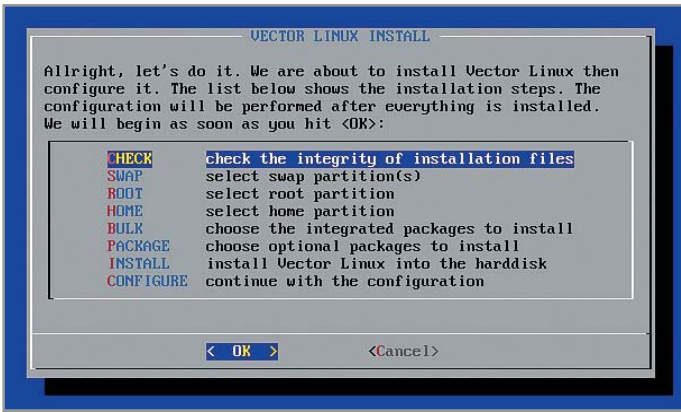 VECTOR LINUX INSTALL
Allright, let's do it. We are about to install Vector Linux then
configure it. The list below shows the installation steps. The
configuration will be performed after everything is installed.
We will begin as soon as you hit <OK>:
CHECK check the integrity of installation files
SWAP select swap partition(s)
ROOT select root partition
HOME select home partition
BULK choose the integrated packages to install
PACKAGE choose optional packages to install
INSTALL install Vector Linux into the harddisk
CONFIGURE continue with the configuration
< OK > <Cancel>